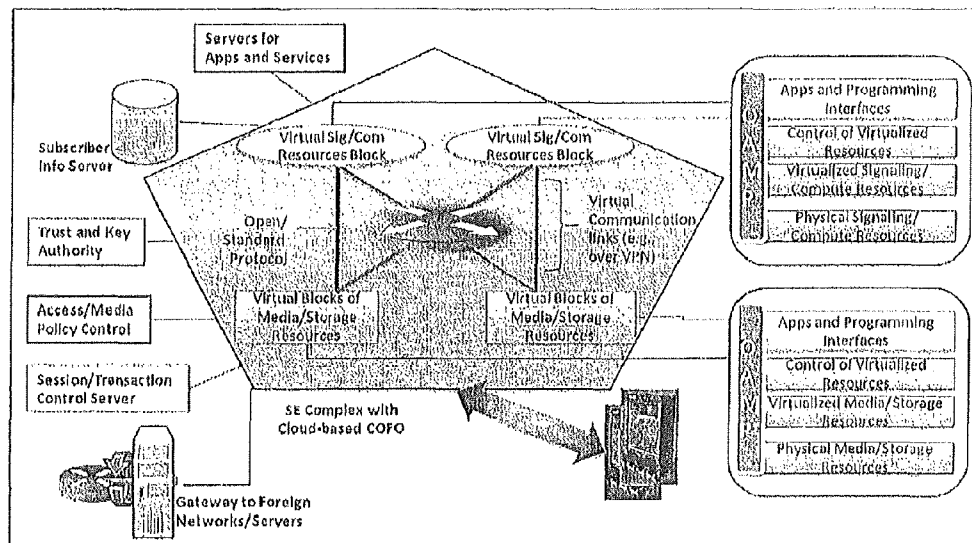 Servers for
Apps and Services
Subscriber
Info Server
Virtual Sig/Com
Resources Block
Virtual Sig/Com
Resources Block
Open/
Standard
Protocol
Virtual
Communication
links (e.g.,
over VPN)
Trust and Key
Authority
Access/Media
Policy Control
Virtual Blocks of
Media/Storage
Resources
Virtual Blocks of
Media/Storage
Resources
Session/Transaction
Control Server
SE Complex with
Cloud-based COFO
Gateway to Foreign
Networks/Servers
Apps and Programming
Interfaces
Control of Virtualized
Resources
Virtualized Signaling/
Compute Resources
Physical Signaling/
Compute Resources
Apps and Programming
Interfaces
Control of Virtualized
Resources
Virtualized Media/Storage
Resources
Physical Media/Storage
Resources